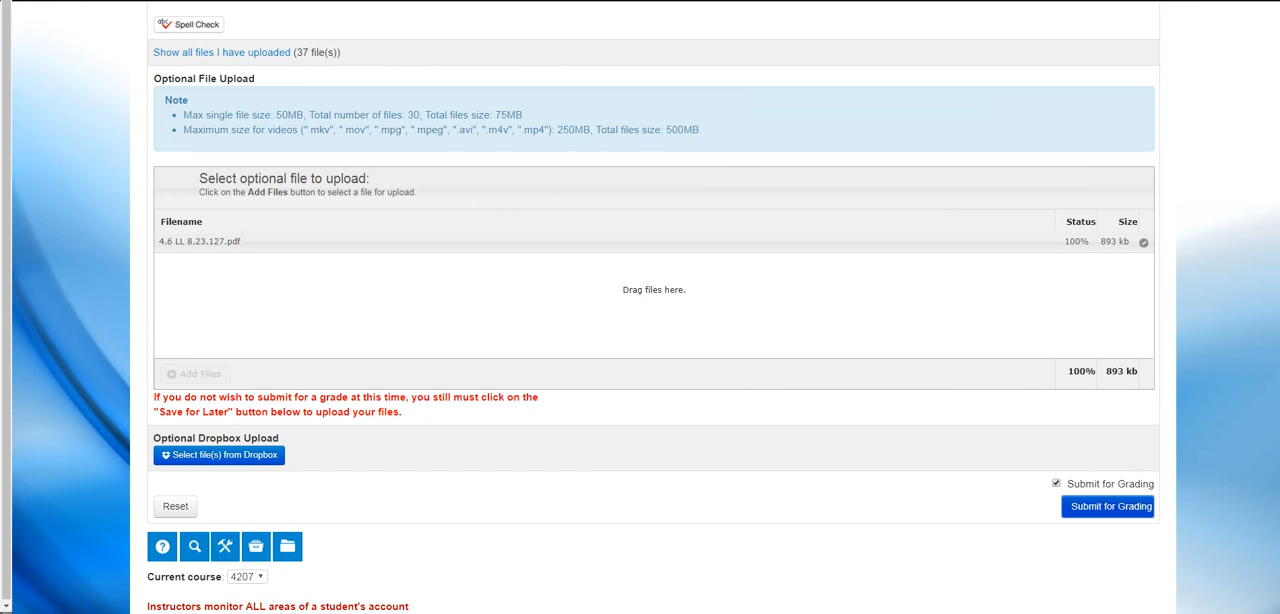 abc Spell Check
Show all files I have uploaded (37 file(s))
Optional File Upload
Note
• Max single file size: 50MB, Total number of files: 30, Total files size: 75MB
• Maximum size for videos (".mkv", ".mov", ".mpg", ".mpeg", ".avi", ".m4v", ".mp4"): 250MB, Total files size: 500MB
Select optional file to upload:
Click on the Add Files button to select a file for upload.
Filename Status Size
4.6 LL 8.23.127.pdf 100% 893 kb
Drag files here.
Add Files 100% 893 kb
If you do not wish to submit for a grade at this time, you still must click on the
"Save for Later" button below to upload your files.
Optional Dropbox Upload
Select file(s) from Dropbox
Submit for Grading
Reset Submit for Grading
?
Current course: 4207
Instructors monitor ALL areas of a student's account